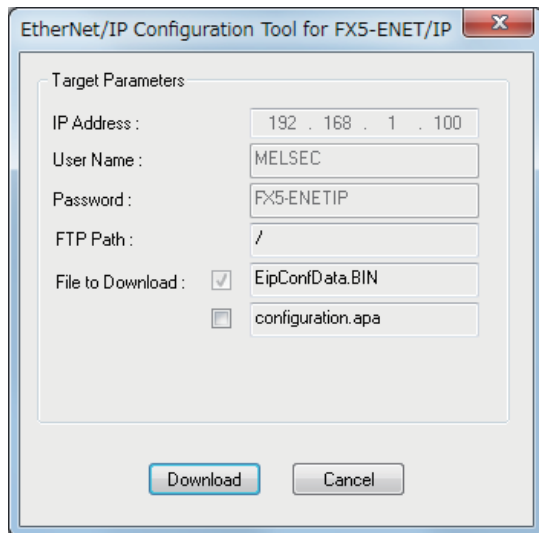 EtherNet/IP Configuration Tool for FX5-ENET/IP
Target Parameters
IP Address : 192 . 168 . 1 . 100
User Name : MELSEC
Password : FX5-ENETIP
FTP Path : /
File to Download : EipConfData.BIN
configuration.apa
Download Cancel